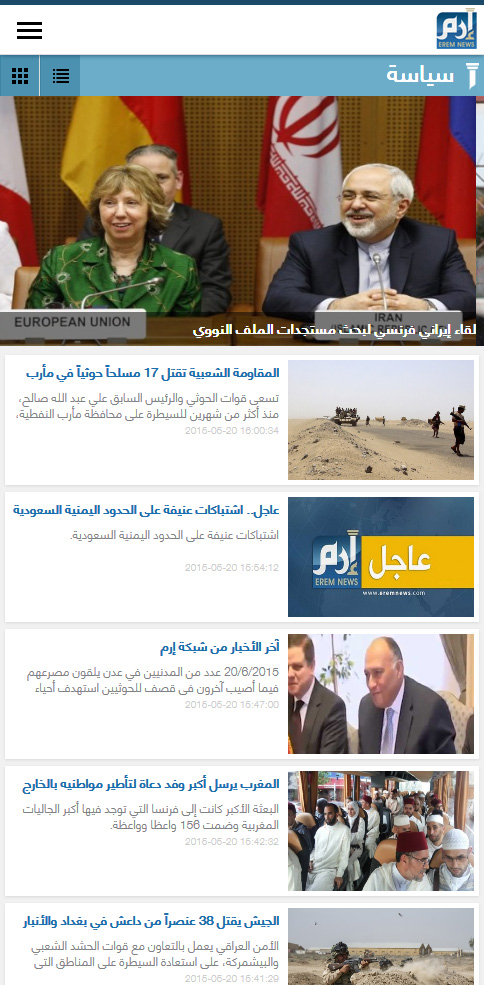 إرم
EREM NEWS
سياسة
EUROPEAN UNION
IRAN
لقاء إيراني فرنسي لبحث مستجدات الملف النووي
المقاومة الشعبية تقتل 17 مسلحاً حوثياً في مأرب
تسعى قوات الحوثي والرئيس السابق علي عبد الله صالح،
منذ أكثر من شهرين للسيطرة على محافظة مأرب النفطية،
2015-06-20 16:00:34
عاجل.. اشتباكات عنيفة على الحدود اليمنية السعودية
اشتباكات عنيفة على الحدود اليمنية السعودية.
2015-06-20 15:54:12
عاجل
إرم
EREM NEWS
www.eremnews.com
آخر الأخبار من شبكة إرم
20/6/2015 عدد من المدنيين في عدن يلقون مصرعهم
فيما أصيب آخرون في قصف للحوثيين استهدف أحياء
2015-06-20 15:47:00
المغرب يرسل أكبر وفد دعاة لتأطير مواطنيه بالخارج
البعثة الأكبر كانت إلى فرنسا التي توجد فيها أكبر الجاليات
المغربية وضمت 156 واعظا وواعظة.
2015-06-20 15:42:32
الجيش يقتل 38 عنصراً من داعش في بغداد والأنبار
الأمن العراقي يعمل بالتعاون مع قوات الحشد الشعبي
والبيشمركة، على استعادة السيطرة على المناطق التي
2015-06-20 15:41:29